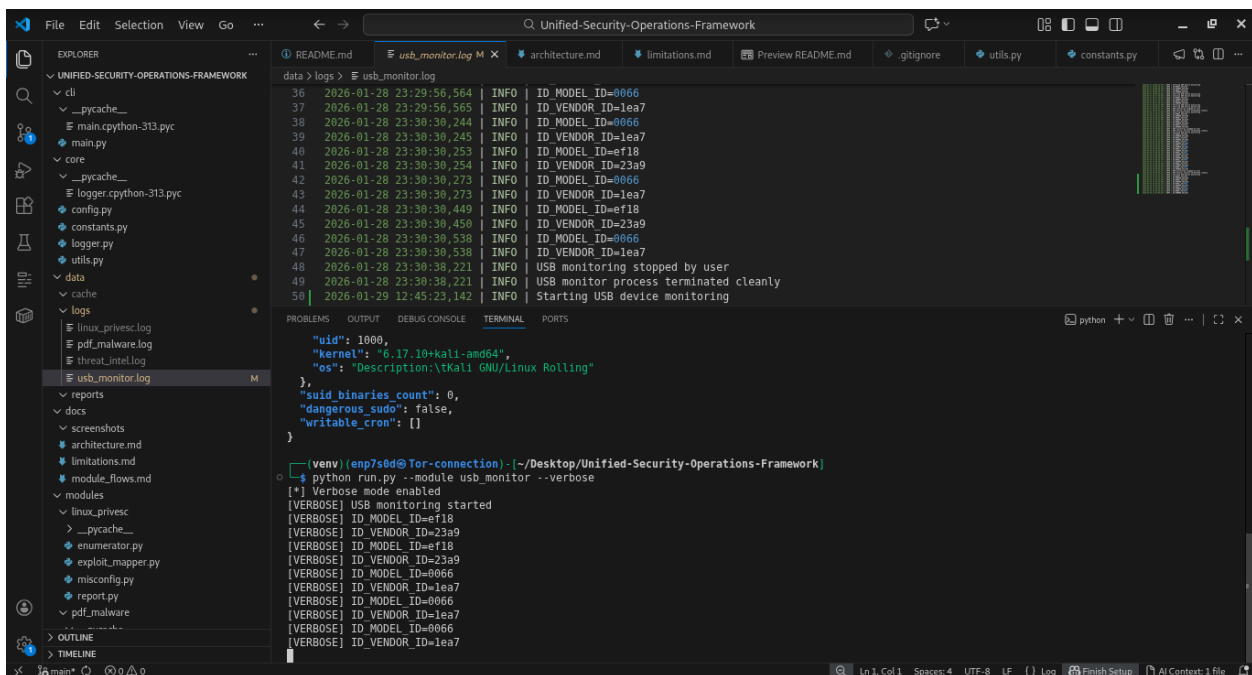 File Edit Selection View Go ··· Unified-Security-Operations-Framework
EXPLORER ···
UNIFIED-SECURITY-OPERATIONS-FRAMEWORK
cli
__pycache__
main.cpython-313.pyc
main.py
core
__pycache__
logger.cpython-313.pyc
config.py
constants.py
logger.py
utils.py
data
cache
logs
linux_privesc.log
pdf_malware.log
threat_intel.log
usb_monitor.log M
reports
docs
screenshots
architecture.md
limitations.md
module_flows.md
modules
linux_privesc
__pycache__
enumerator.py
exploit_mapper.py
misconfig.py
report.py
pdf_malware
OUTLINE
TIMELINE
README.md usb_monitor.log M architecture.md limitations.md Preview README.md .gitignore utils.py constants.py
data > logs > usb_monitor.log
36 2026-01-28 23:29:56,564 | INFO | ID_MODEL_ID=0066
37 2026-01-28 23:29:56,565 | INFO | ID_VENDOR_ID=1ea7
38 2026-01-28 23:30:30,244 | INFO | ID_MODEL_ID=0066
39 2026-01-28 23:30:30,245 | INFO | ID_VENDOR_ID=1ea7
40 2026-01-28 23:30:30,253 | INFO | ID_MODEL_ID=ef18
41 2026-01-28 23:30:30,254 | INFO | ID_VENDOR_ID=23a9
42 2026-01-28 23:30:30,273 | INFO | ID_MODEL_ID=0066
43 2026-01-28 23:30:30,273 | INFO | ID_VENDOR_ID=1ea7
44 2026-01-28 23:30:30,449 | INFO | ID_MODEL_ID=ef18
45 2026-01-28 23:30:30,450 | INFO | ID_VENDOR_ID=23a9
46 2026-01-28 23:30:30,538 | INFO | ID_MODEL_ID=0066
47 2026-01-28 23:30:30,538 | INFO | ID_VENDOR_ID=1ea7
48 2026-01-28 23:30:38,221 | INFO | USB monitoring stopped by user
49 2026-01-28 23:30:38,221 | INFO | USB monitor process terminated cleanly
50 2026-01-29 12:45:23,142 | INFO | Starting USB device monitoring
PROBLEMS OUTPUT DEBUG CONSOLE TERMINAL PORTS python
"uid": 1000,
"kernel": "6.17.10+kali-amd64",
"os": "Description:\tKali GNU/Linux Rolling"
},
"suid_binaries_count": 0,
"dangerous_sudo": false,
"writable_cron": []
}
(venv)(enp7s0d㉿Tor-connection)-[~/Desktop/Unified-Security-Operations-Framework]
$ python run.py --module usb_monitor --verbose
[*] Verbose mode enabled
[VERBOSE] USB monitoring started
[VERBOSE] ID_MODEL_ID=ef18
[VERBOSE] ID_VENDOR_ID=23a9
[VERBOSE] ID_MODEL_ID=ef18
[VERBOSE] ID_VENDOR_ID=23a9
[VERBOSE] ID_MODEL_ID=0066
[VERBOSE] ID_VENDOR_ID=1ea7
[VERBOSE] ID_MODEL_ID=0066
[VERBOSE] ID_VENDOR_ID=1ea7
[VERBOSE] ID_MODEL_ID=0066
[VERBOSE] ID_VENDOR_ID=1ea7
main* 0 0 Ln 1, Col 1 Spaces: 4 UTF-8 LF {} Log Finish Setup AI Context: 1 file